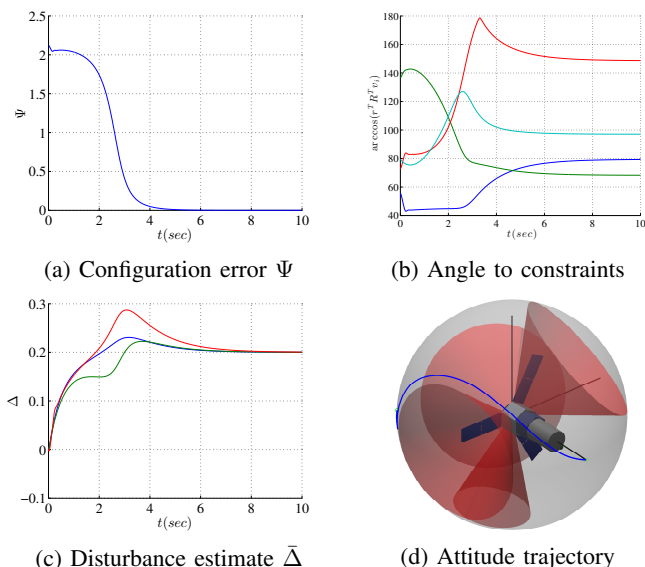 2.5
2
1.5
1
0.5
0
Ψ
0 2 4 6 8 10
t(sec)
(a) Configuration error Ψ
180
160
140
120
100
80
60
40
arccos(r^T R^T v_i)
0 2 4 6 8 10
t(sec)
(b) Angle to constraints
0.3
0.2
0.1
0
−0.1
Δ
0 2 4 6 8 10
t(sec)
(c) Disturbance estimate Δ̄
(d) Attitude trajectory